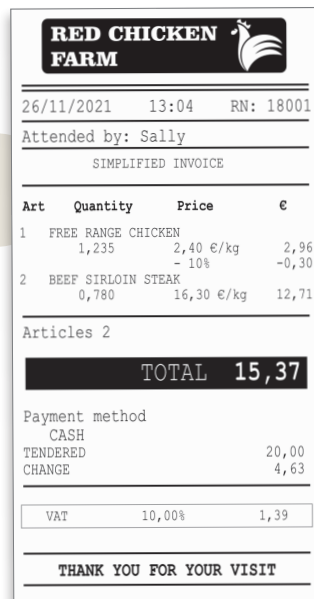 RED CHICKEN
FARM
26/11/2021 13:04 RN: 18001
Attended by: Sally
SIMPLIFIED INVOICE
Art Quantity Price €
1 FREE RANGE CHICKEN
1,235 2,40 €/kg 2,96
- 10% -0,30
2 BEEF SIRLOIN STEAK
0,780 16,30 €/kg 12,71
Articles 2
TOTAL 15,37
Payment method
CASH
TENDERED 20,00
CHANGE 4,63
VAT 10,00% 1,39
THANK YOU FOR YOUR VISIT